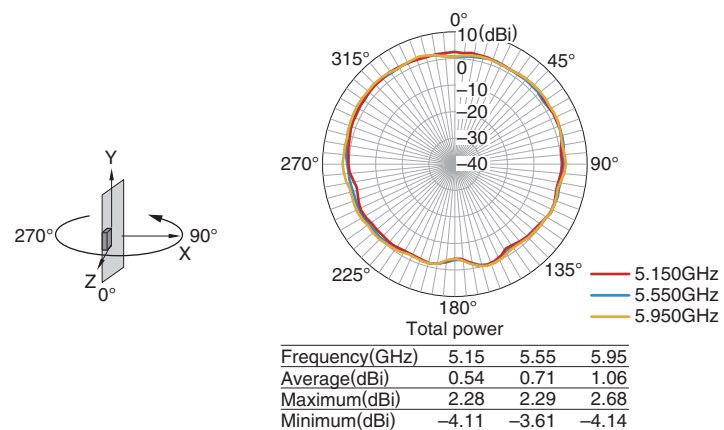 0°
10(dBi)
315°
45°
0
−10
−20
−30
−40
270°
90°
225°
135°
180°
Total power
Y
270°
90°
X
Z
0°
5.150GHz
5.550GHz
5.950GHz
Frequency(GHz) 5.15 5.55 5.95
Average(dBi) 0.54 0.71 1.06
Maximum(dBi) 2.28 2.29 2.68
Minimum(dBi) −4.11 −3.61 −4.14